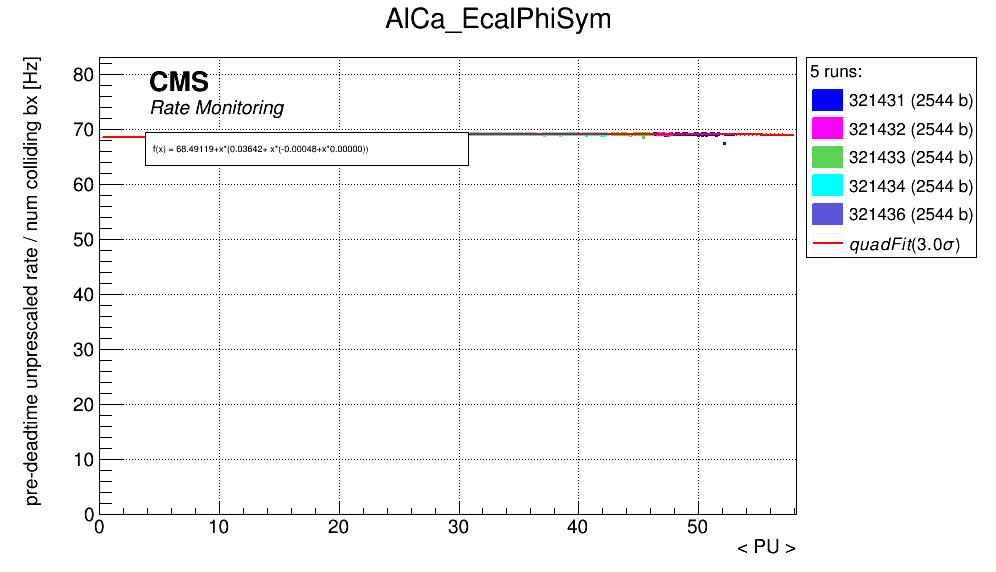 AlCa_EcalPhiSym
pre-deadtime unprescaled rate / num colliding bx [Hz]
80
70
60
50
40
30
20
10
0
CMS
Rate Monitoring
f(x) = 68.49119+x*(0.03642+ x*(-0.00048+x*0.00000))
0
10
20
30
40
50
< PU >
5 runs:
321431 (2544 b)
321432 (2544 b)
321433 (2544 b)
321434 (2544 b)
321436 (2544 b)
quadFit(3.0σ)